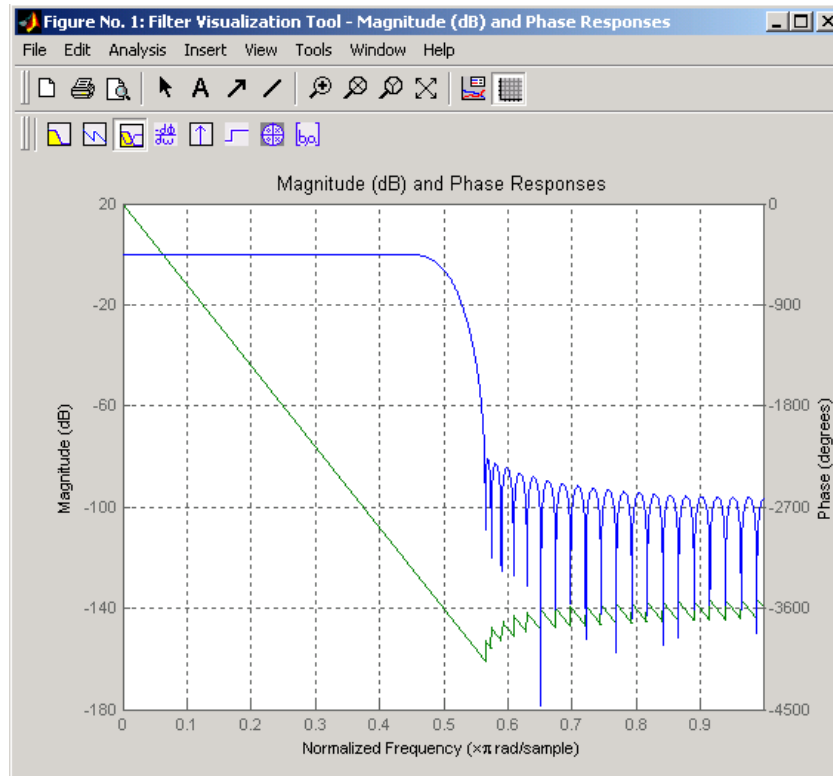 Figure No. 1: Filter Visualization Tool - Magnitude (dB) and Phase Responses
File Edit Analysis Insert View Tools Window Help
A
[b,a]
Magnitude (dB) and Phase Responses
20 0
-20 -900
-60 -1800
-100 -2700
-140 -3600
-180 -4500
Magnitude (dB)
Phase (degrees)
0 0.1 0.2 0.3 0.4 0.5 0.6 0.7 0.8 0.9
Normalized Frequency (×π rad/sample)